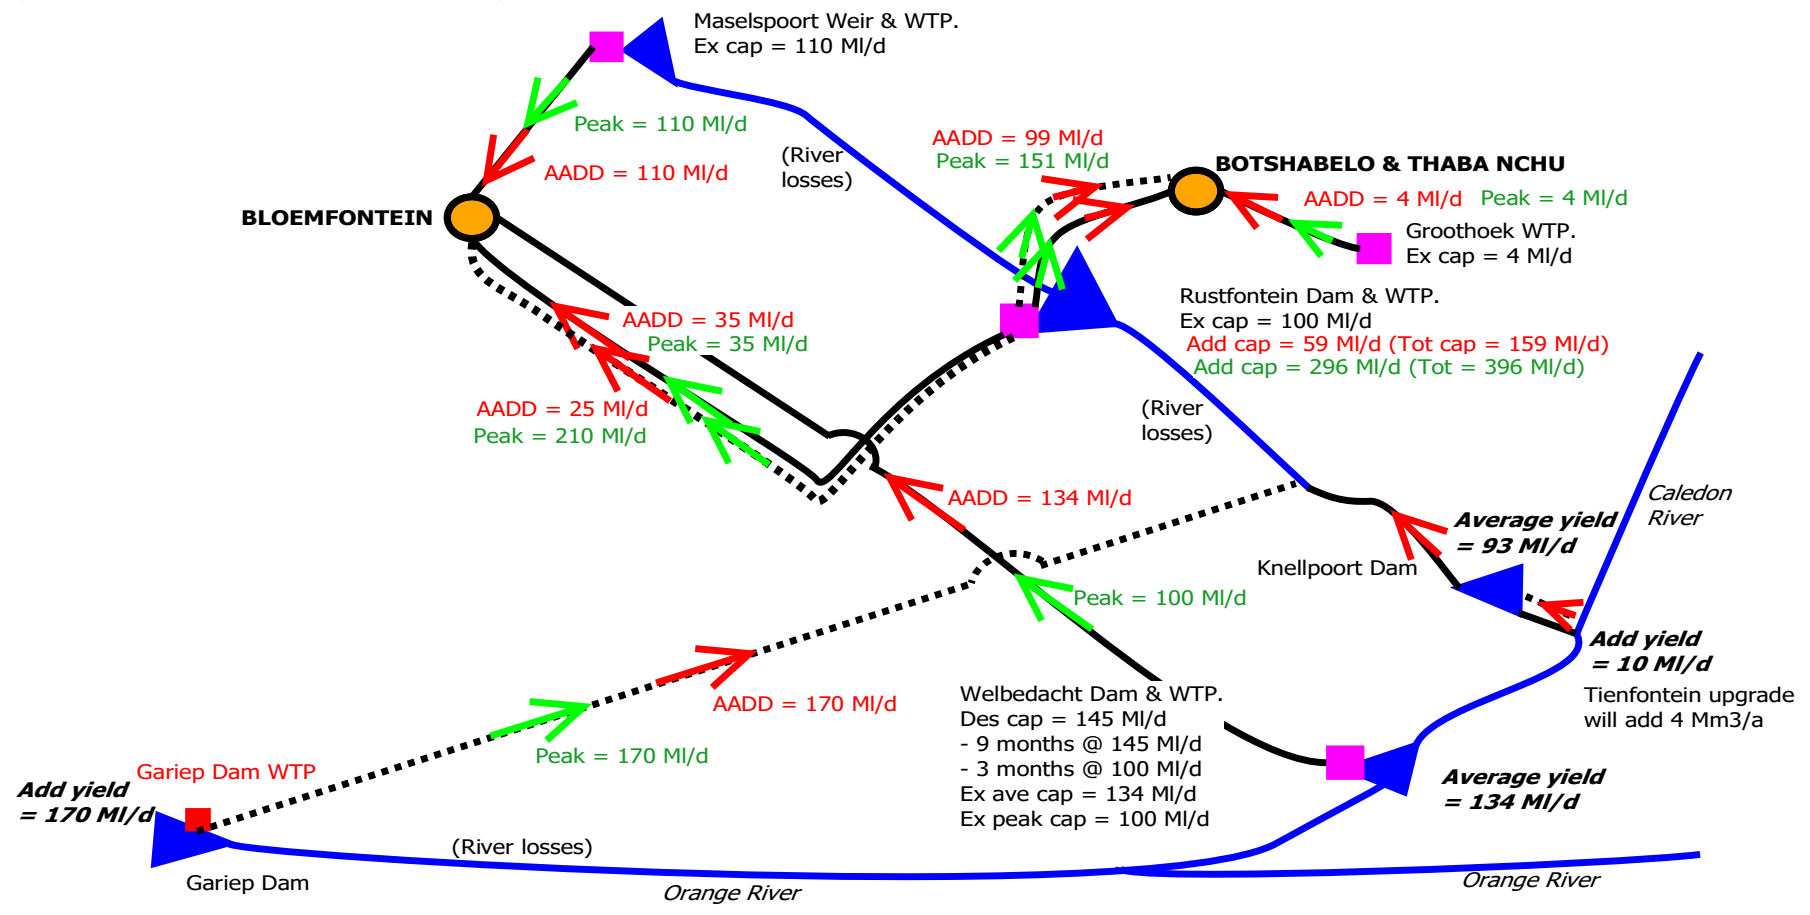 Maselspoort Weir & WTP.
Ex cap = 110 Ml/d
Peak = 110 Ml/d
AADD = 110 Ml/d
(River
losses)
AADD = 99 Ml/d
Peak = 151 Ml/d
BOTSHABELO & THABA NCHU
AADD = 4 Ml/d
Peak = 4 Ml/d
Groothoek WTP.
Ex cap = 4 Ml/d
BLOEMFONTEIN
Rustfontein Dam & WTP.
Ex cap = 100 Ml/d
Add cap = 59 Ml/d (Tot cap = 159 Ml/d)
Add cap = 296 Ml/d (Tot = 396 Ml/d)
AADD = 35 Ml/d
Peak = 35 Ml/d
AADD = 25 Ml/d
Peak = 210 Ml/d
(River
losses)
AADD = 134 Ml/d
Caledon
River
Average yield
= 93 Ml/d
Knellpoort Dam
Peak = 100 Ml/d
Add yield
= 10 Ml/d
Tienfontein upgrade
will add 4 Mm3/a
AADD = 170 Ml/d
Peak = 170 Ml/d
Welbedacht Dam & WTP.
Des cap = 145 Ml/d
- 9 months @ 145 Ml/d
- 3 months @ 100 Ml/d
Ex ave cap = 134 Ml/d
Ex peak cap = 100 Ml/d
Average yield
= 134 Ml/d
Gariep Dam WTP
Add yield
= 170 Ml/d
(River losses)
Gariep Dam
Orange River
Orange River